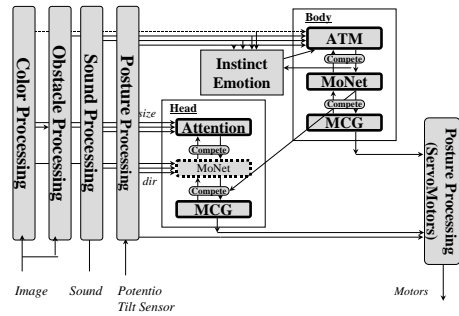 Color Processing
Obstacle Processing
Sound Processing
Posture Processing
Body
ATM
Compete
MoNet
Compete
MCG
Instinct
Emotion
size
Head
Attention
Compete
MoNet
dir
Compete
MCG
Posture Processing
(ServoMotors)
Image
Sound
Potentio
Tilt Sensor
Motors